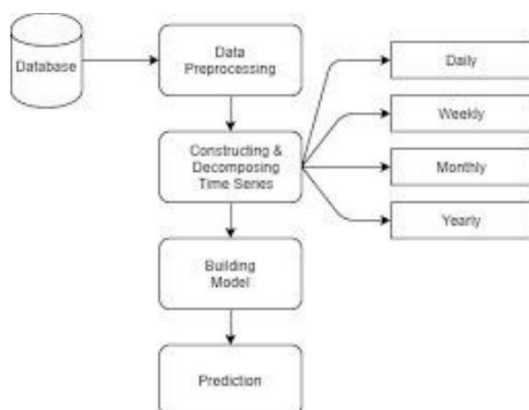 Database
Data
Preprocessing
Constructing &
Decomposing
Time Series
Daily
Weekly
Monthly
Yearly
Building
Model
Prediction